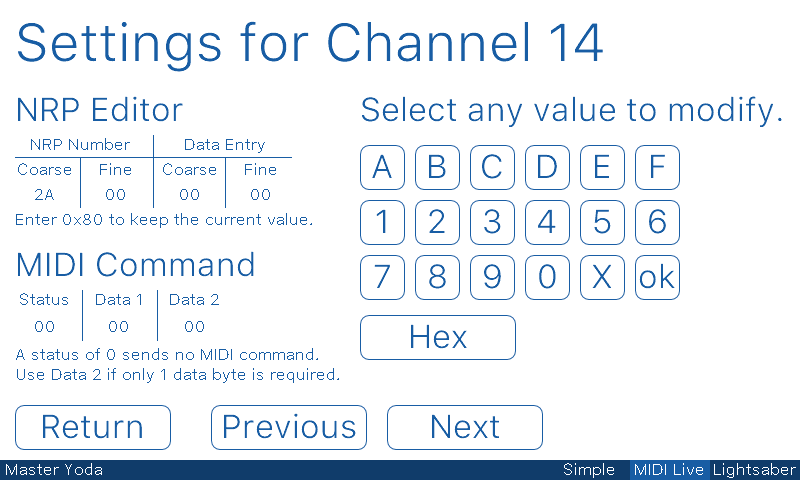 Settings for Channel 14
NRP Editor
NRP Number Data Entry
Coarse Fine Coarse Fine
2A 00 00 00
Enter 0x80 to keep the current value.
MIDI Command
Status Data 1 Data 2
00 00 00
A status of 0 sends no MIDI command.
Use Data 2 if only 1 data byte is required.
Select any value to modify.
A B C D E F
1 2 3 4 5 6
7 8 9 0 X ok
Hex
Return Previous Next
Master Yoda Simple MIDI Live Lightsaber